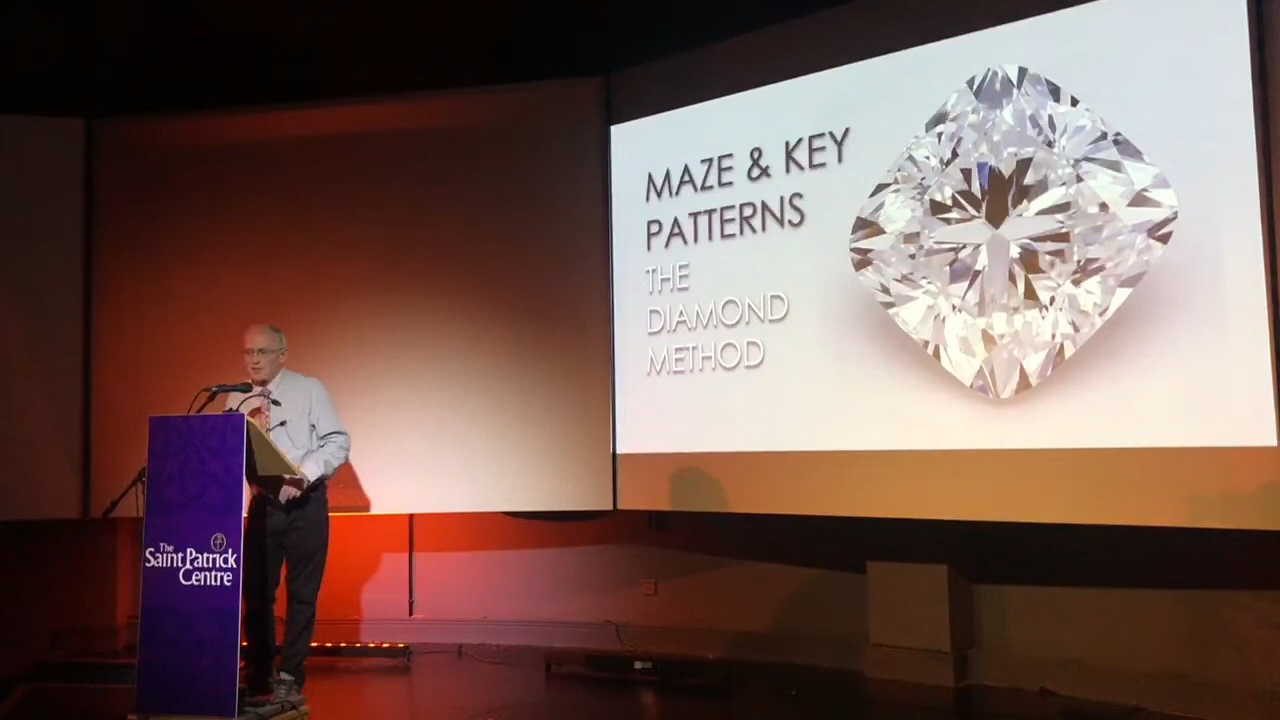 MAZE & KEY
PATTERNS
THE
DIAMOND
METHOD
The
Saint Patrick
Centre